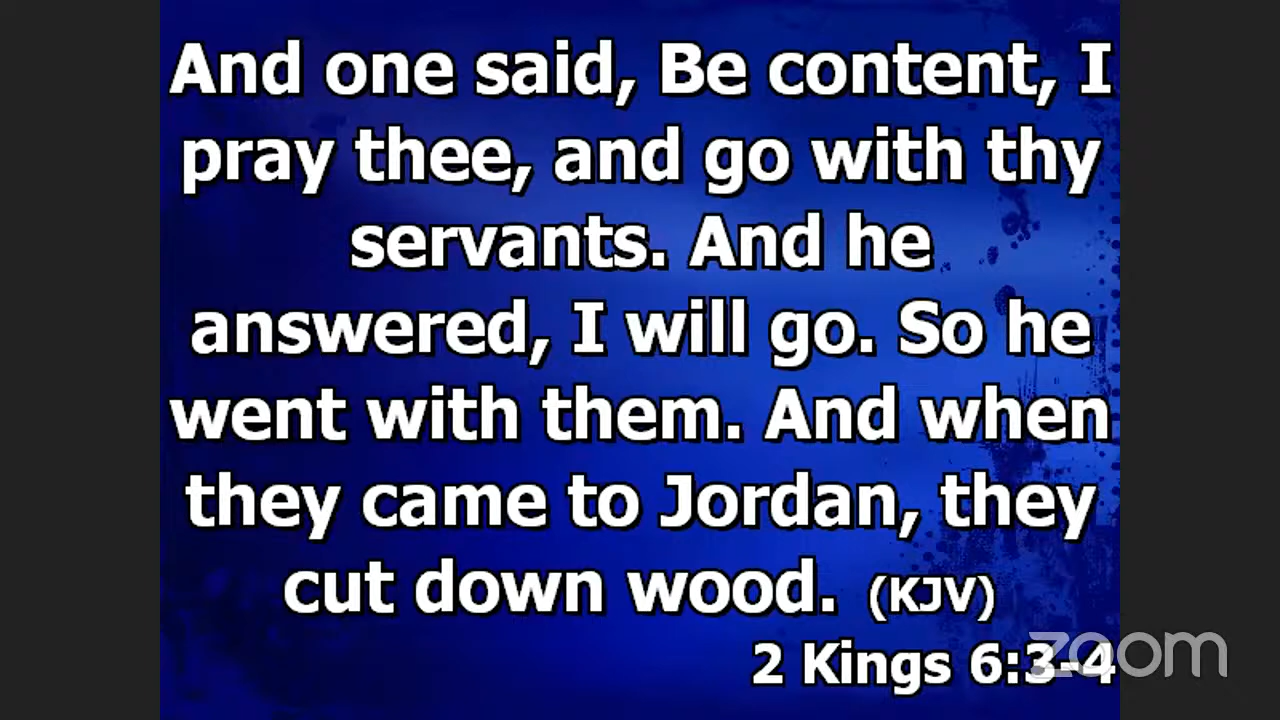 And one said, Be content, I
pray thee, and go with thy
servants. And he
answered, I will go. So he
went with them. And when
they came to Jordan, they
cut down wood. (KJV)
2 Kings 6:3-4
zoom